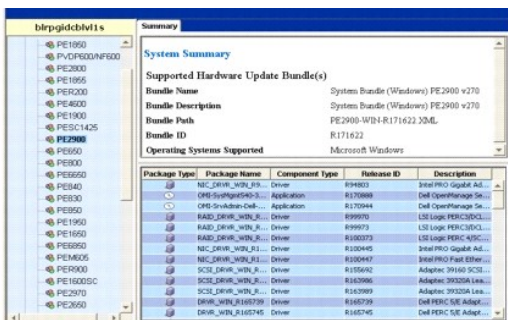 blrpgidcblvl1s
PE1850
PVDP600/NF600
PE2800
PE1855
PER200
PE4600
PE1900
PESC1425
PE2900
PE650
PE800
PE6650
PE840
PE830
PE850
PE1950
PE1650
PE6850
PEM605
PER900
PE1600SC
PE2970
PE2650
Summary
System Summary
Supported Hardware Update Bundle(s)
Bundle Name System Bundle (Windows) PE2900 v270
Bundle Description System Bundle (Windows) PE2900 v270
Bundle Path PE2900-WIN-R171622.XML
Bundle ID R171622
Operating Systems Supported Microsoft Windows
Package Type Package Name Component Type Release ID Description
NIC_DRVR_WIN_R9... Driver R94803 Intel PRO Gigabit Ad...
OMI-SysMgmt540-3... Application R170888 Dell OpenManage Se...
OMI-SrvAdmin-Dell-... Application R170944 Dell OpenManage Se...
RAID_DRVR_WIN_R... Driver R99970 LSI Logic PERC3/DC1...
RAID_DRVR_WIN_R... Driver R99973 LSI Logic PERC3/DC1...
RAID_DRVR_WIN_R... Driver R100373 LSI Logic PERC 4/SC...
NIC_DRVR_WIN_R1... Driver R100445 Intel PRO Gigabit Ad...
NIC_DRVR_WIN_R1... Driver R100447 Intel PRO Fast Ether...
SCSI_DRVR_WIN_R... Driver R155692 Adaptec 39160 SCSI...
SCSI_DRVR_WIN_R... Driver R163986 Adaptec 39320A Lea...
SCSI_DRVR_WIN_R... Driver R163989 Adaptec 39320A Lea...
DRVR_WIN_R165739 Driver R165739 Dell PERC 5/E Adapt...
DRVR_WIN_R165745 Driver R165745 Dell PERC 5/E Adapt...